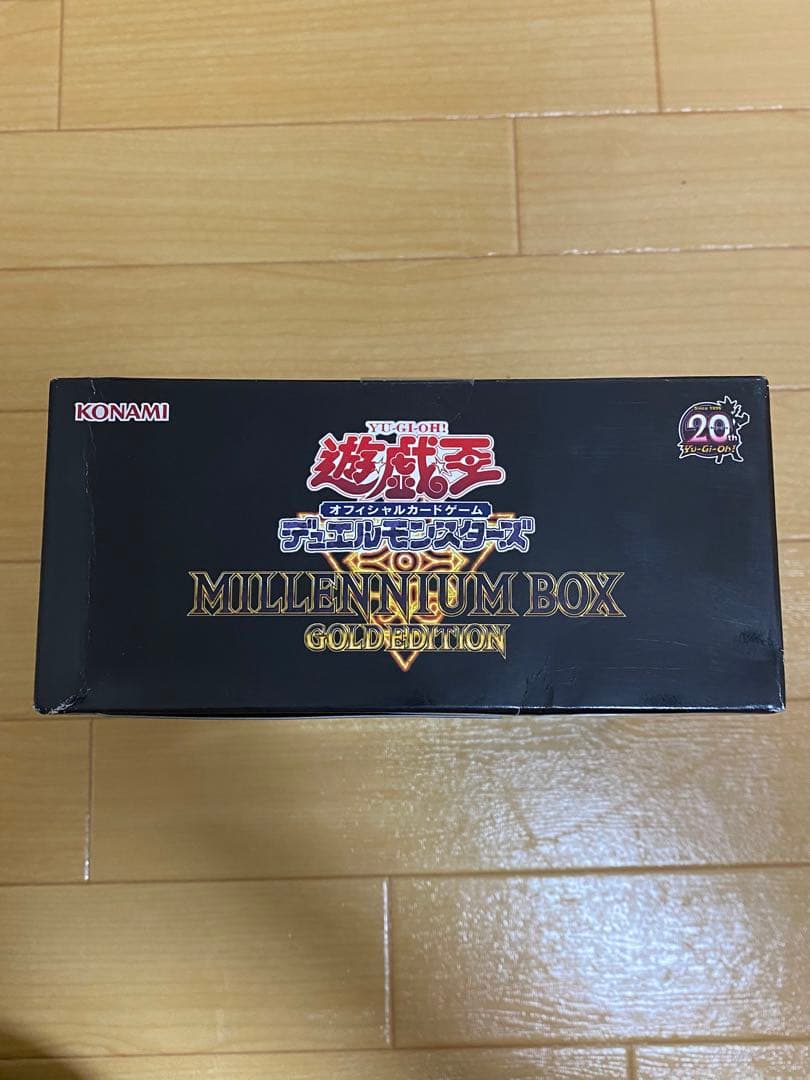 KONAMI
Since 1996
20th
Yu-Gi-Oh!
YU-GI-OH!
遊戯王
オフィシャルカードゲーム
デュエルモンスターズ
MILLENNIUM BOX
GOLD EDITION